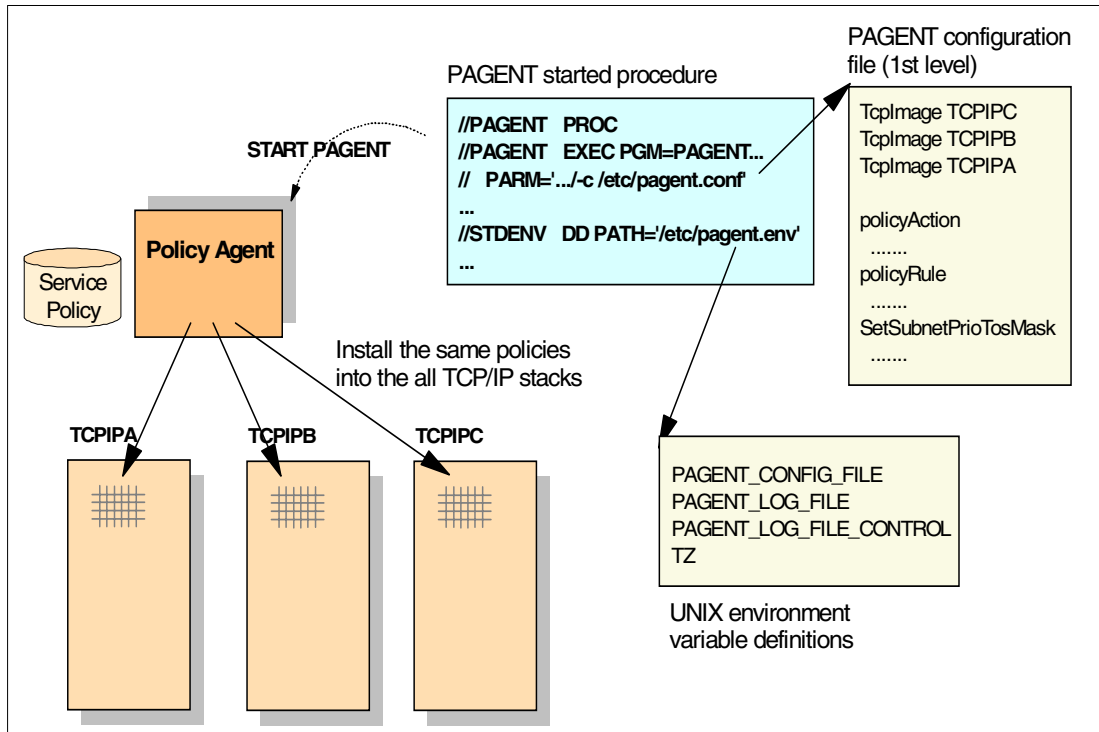 PAGENT started procedure
//PAGENT PROC
//PAGENT EXEC PGM=PAGENT...
// PARM='.../-c /etc/pagent.conf'
...
//STDENV DD PATH='/etc/pagent.env'
...
PAGENT configuration
file (1st level)
TcpImage TCPIPC
TcpImage TCPIPB
TcpImage TCPIPA
policyAction
.......
policyRule
.......
SetSubnetPrioTosMask
.......
START PAGENT
Policy Agent
Service
Policy
Install the same policies
into the all TCP/IP stacks
TCPIPA
TCPIPB
TCPIPC
PAGENT_CONFIG_FILE
PAGENT_LOG_FILE
PAGENT_LOG_FILE_CONTROL
TZ
UNIX environment
variable definitions